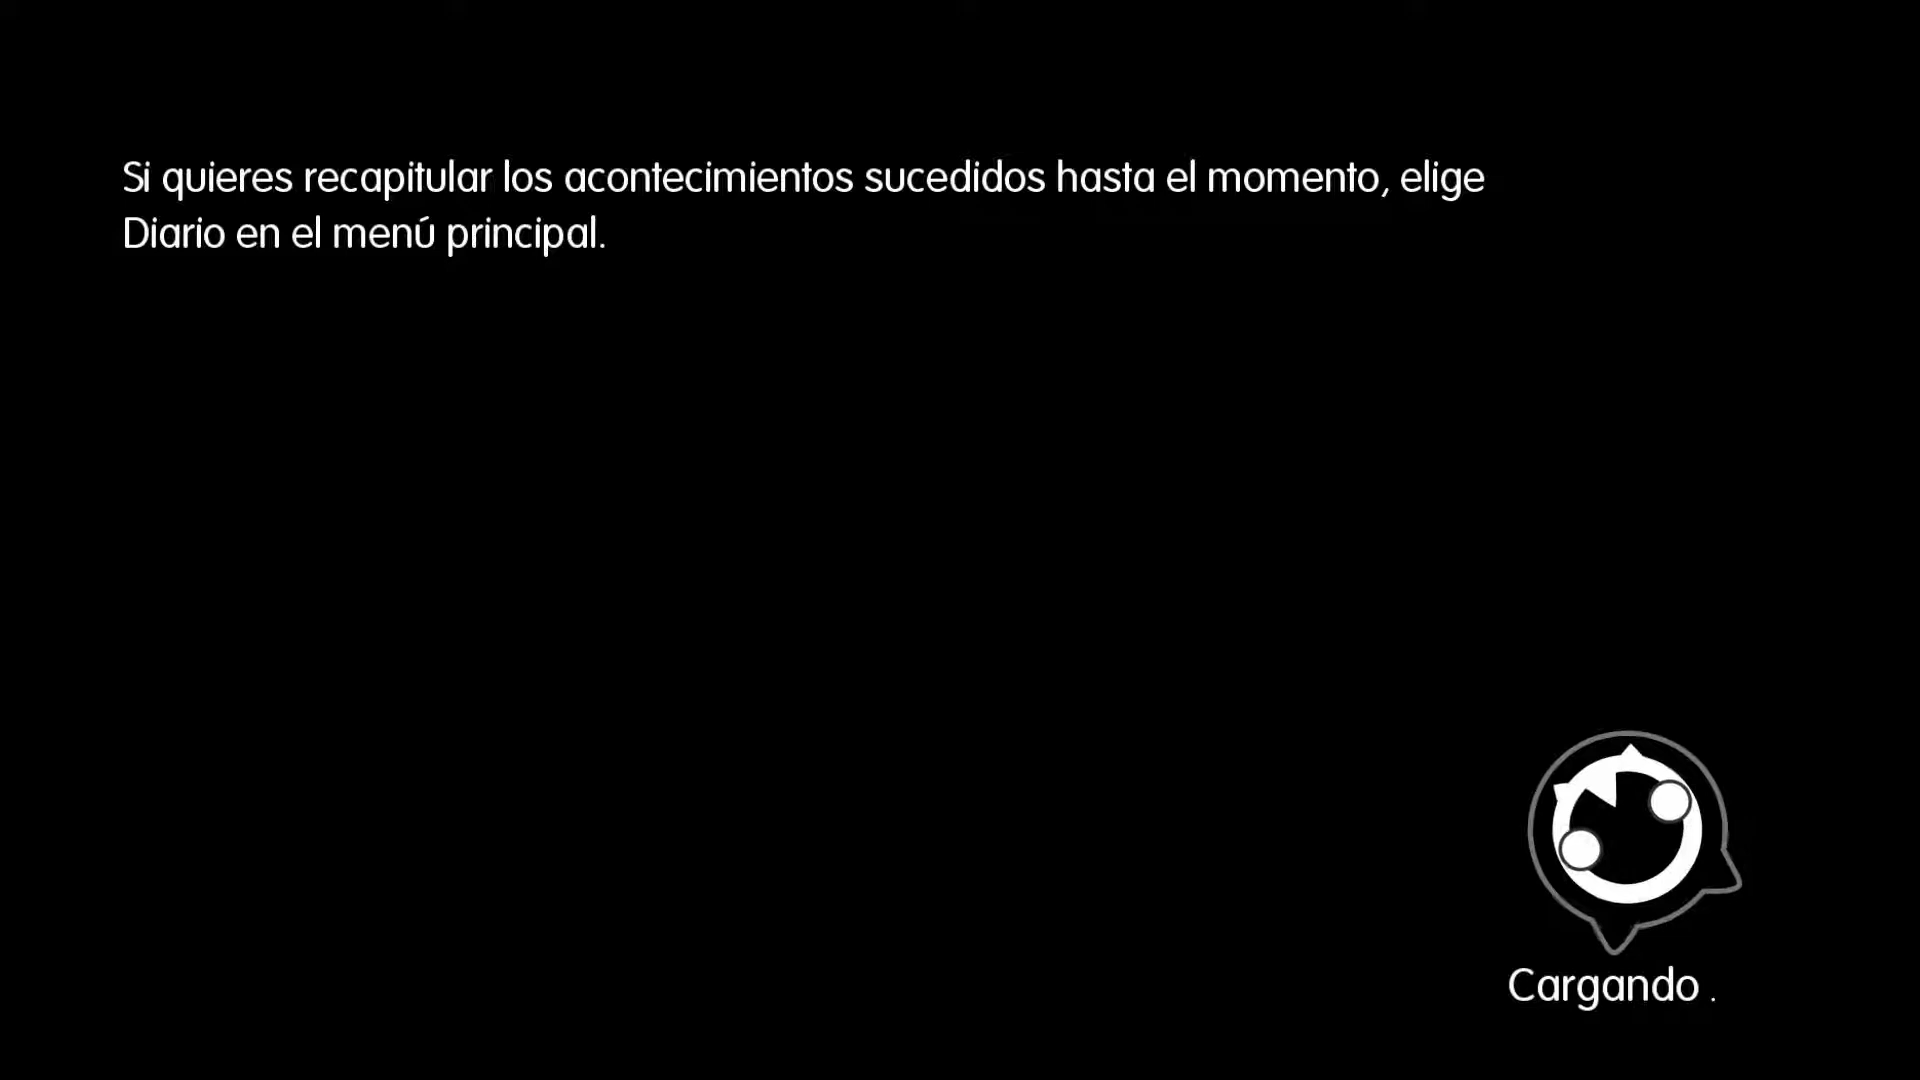 Si quieres recapitular los acontecimientos sucedidos hasta el momento, elige
Diario en el menú principal.
Cargando .